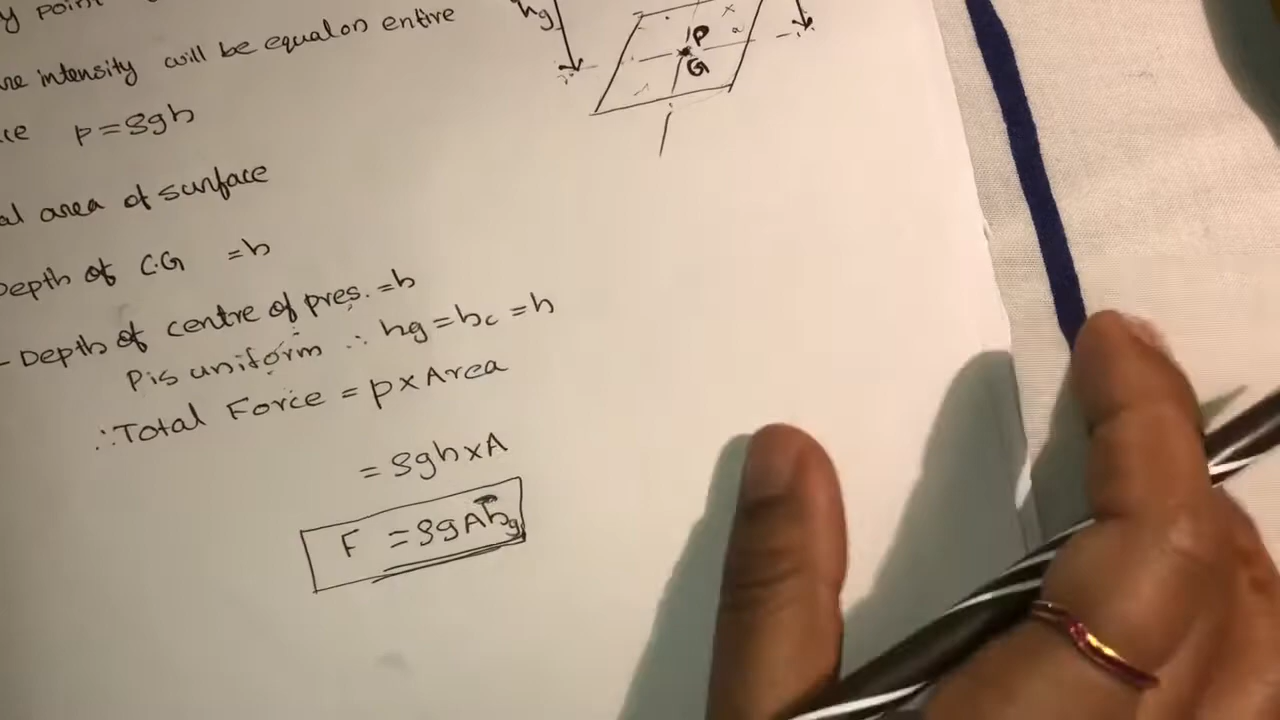 y point
hg
re intensity will be equal on entire
P
G
ce p = ρgh
al area of surface
Depth of C.G = h
- Depth of centre of pres. = h
P is uniform ∴ hg = hc = h
∴ Total Force = p × Area
= ρgh × A
F = ρgAh̄g